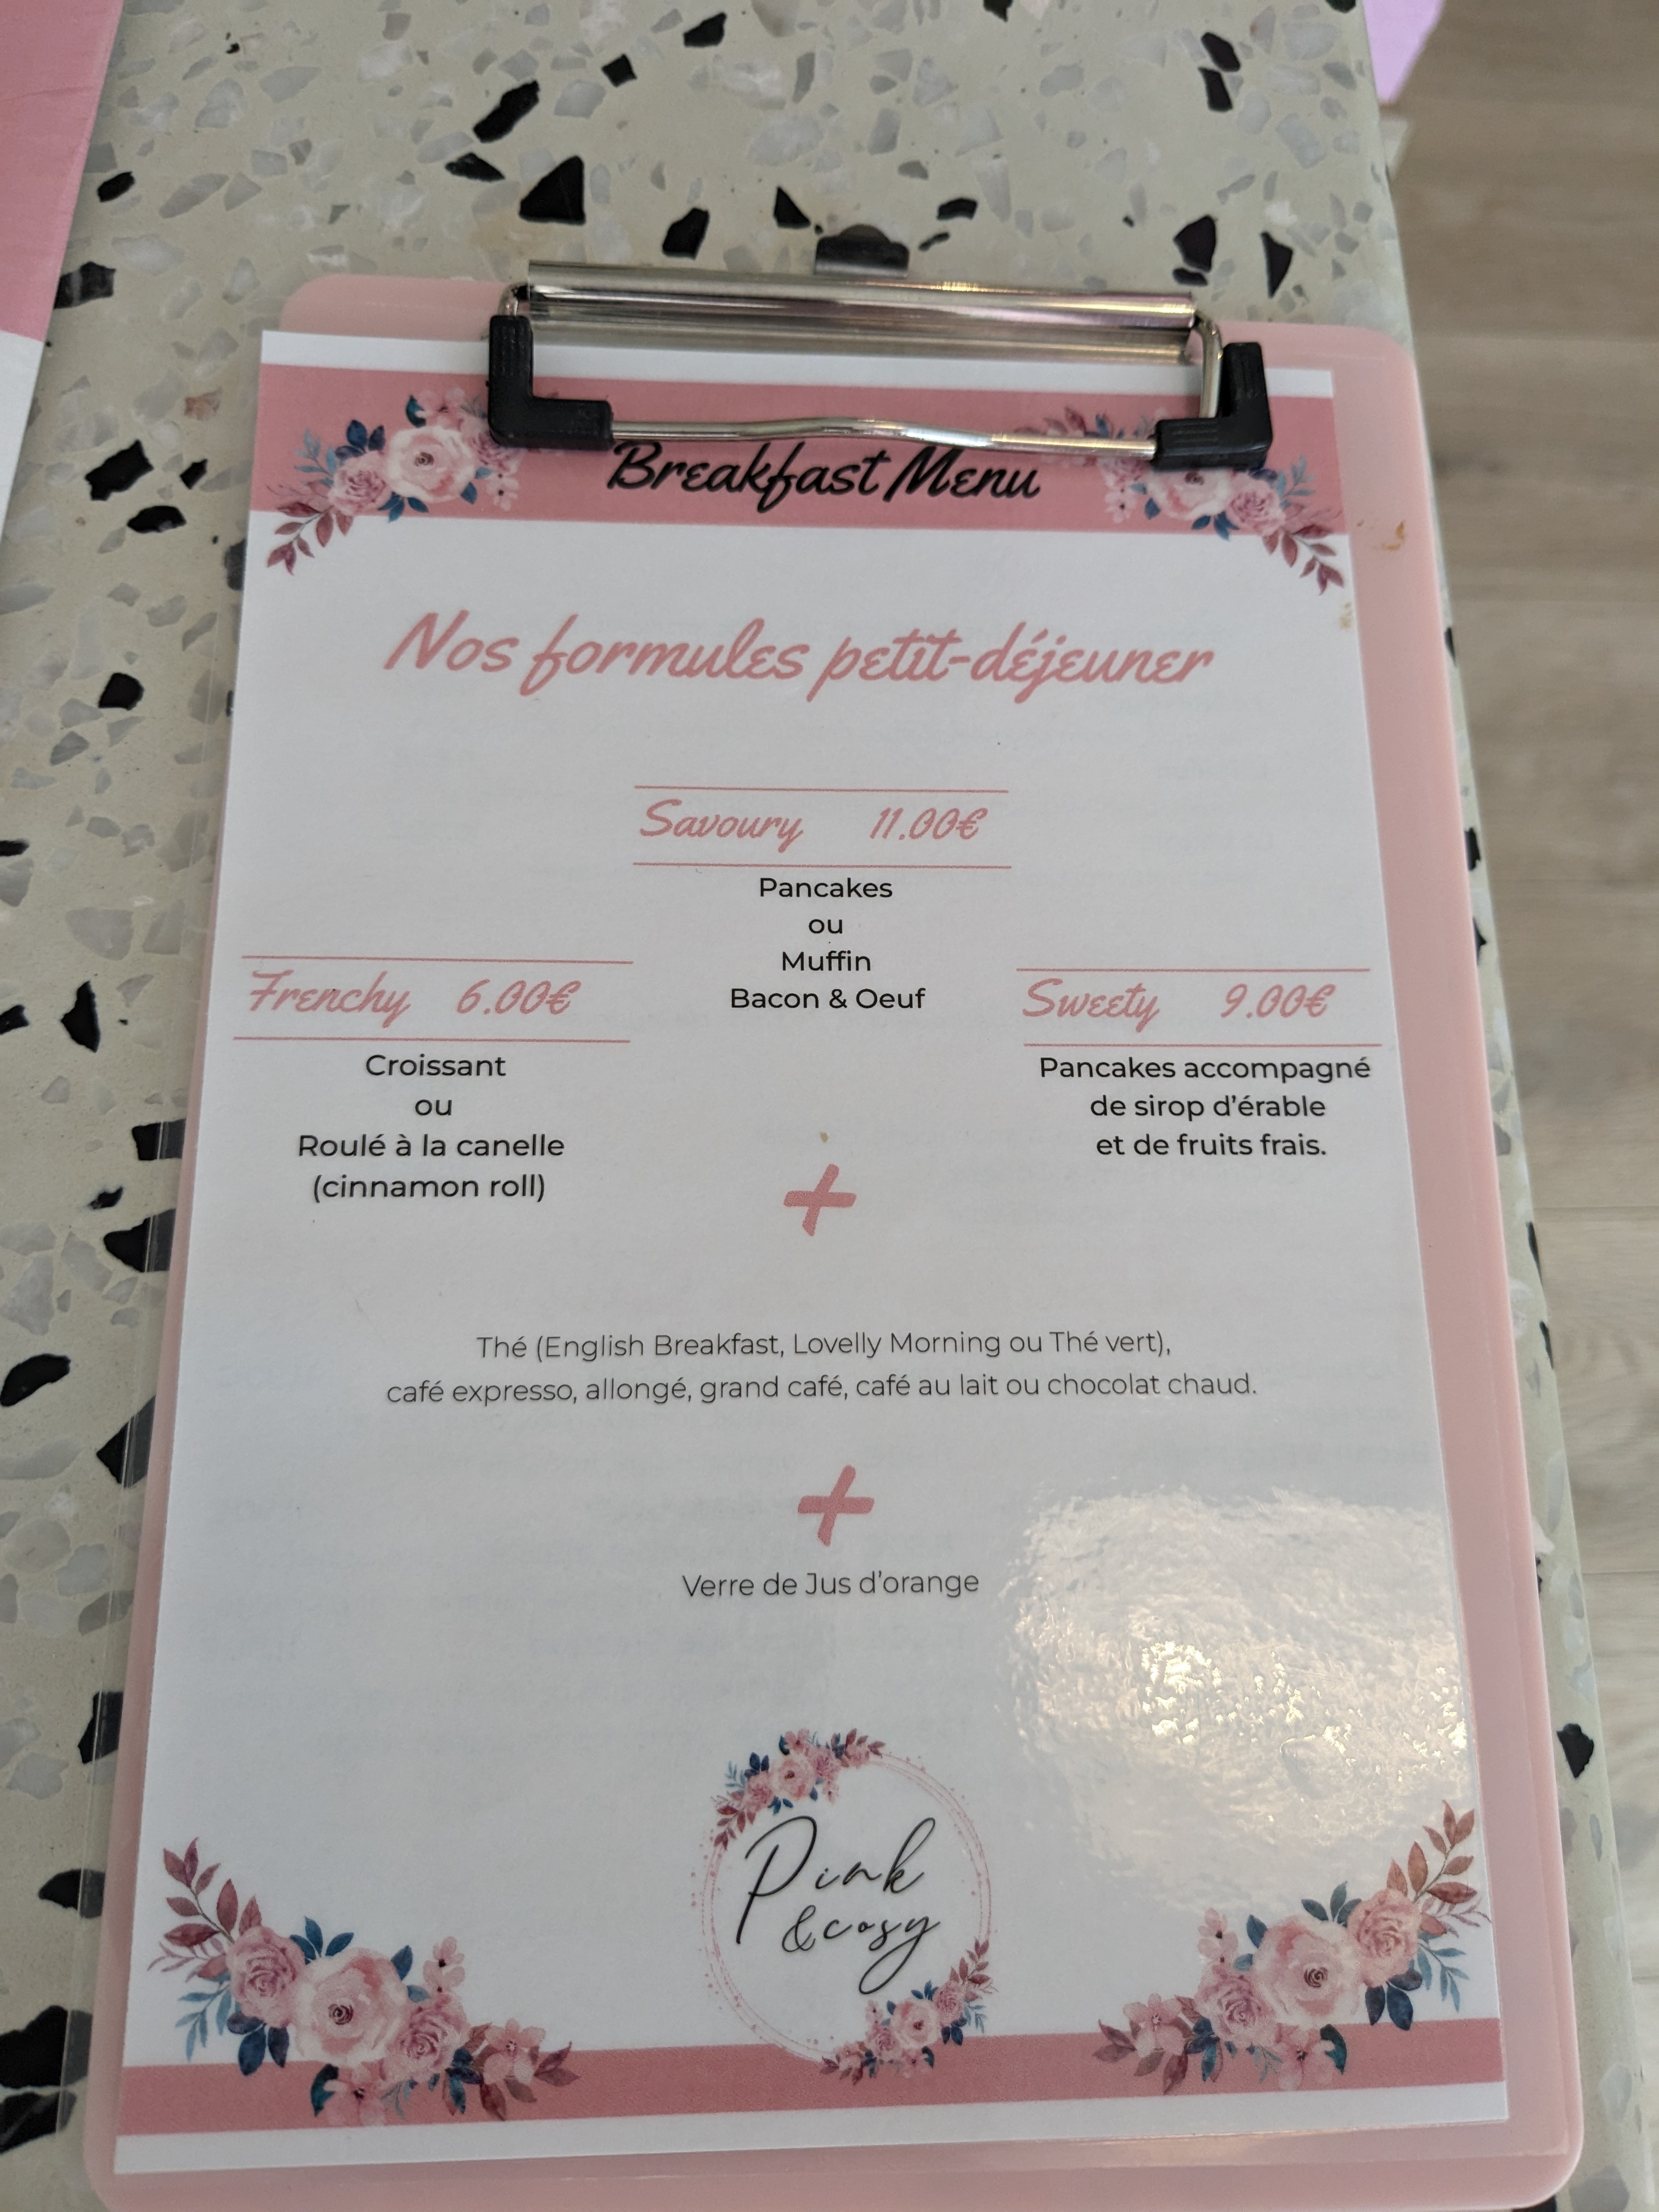 Breakfast Menu
Nos formules petit-déjeuner
Savoury 11.00€
Pancakes
ou
Muffin
Bacon & Oeuf
Frenchy 6.00€
Croissant
ou
Roulé à la canelle
(cinnamon roll)
Sweety 9.00€
Pancakes accompagné
de sirop d'érable
et de fruits frais.
+
Thé (English Breakfast, Lovelly Morning ou Thé vert),
café expresso, allongé, grand café, café au lait ou chocolat chaud.
+
Verre de Jus d'orange
Pink
&cosy